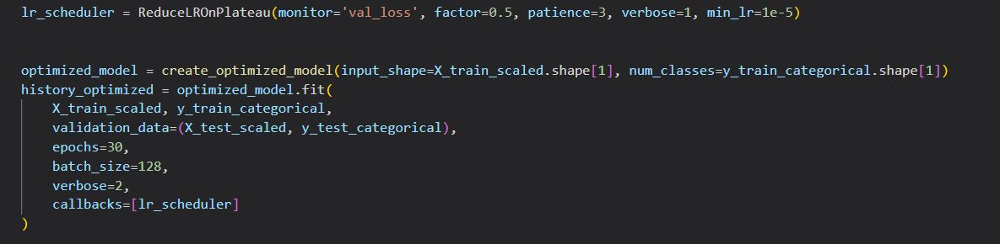 lr_scheduler = ReduceLROnPlateau(monitor='val_loss', factor=0.5, patience=3, verbose=1, min_lr=1e-5)
optimized_model = create_optimized_model(input_shape=X_train_scaled.shape[1], num_classes=y_train_categorical.shape[1])
history_optimized = optimized_model.fit(
    X_train_scaled, y_train_categorical,
    validation_data=(X_test_scaled, y_test_categorical),
    epochs=30,
    batch_size=128,
    verbose=2,
    callbacks=[lr_scheduler]
)